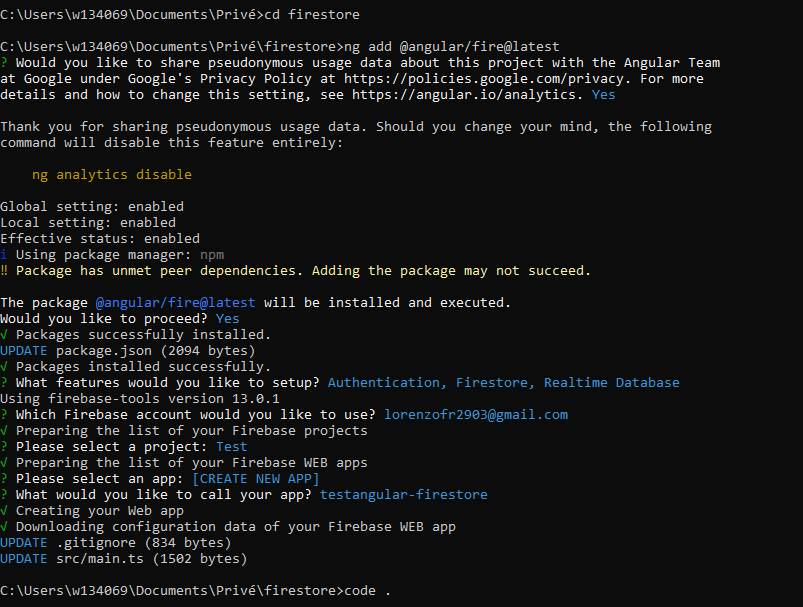 C:\Users\w134069\Documents\Privé>cd firestore
C:\Users\w134069\Documents\Privé\firestore>ng add @angular/fire@latest
? Would you like to share pseudonymous usage data about this project with the Angular Team
at Google under Google's Privacy Policy at https://policies.google.com/privacy. For more
details and how to change this setting, see https://angular.io/analytics. Yes
Thank you for sharing pseudonymous usage data. Should you change your mind, the following
command will disable this feature entirely:
ng analytics disable
Global setting: enabled
Local setting: enabled
Effective status: enabled
i Using package manager: npm
‼ Package has unmet peer dependencies. Adding the package may not succeed.
The package @angular/fire@latest will be installed and executed.
Would you like to proceed? Yes
√ Packages successfully installed.
UPDATE package.json (2094 bytes)
√ Packages installed successfully.
? What features would you like to setup? Authentication, Firestore, Realtime Database
Using firebase-tools version 13.0.1
? Which Firebase account would you like to use? lorenzofr2903@gmail.com
√ Preparing the list of your Firebase projects
? Please select a project: Test
√ Preparing the list of your Firebase WEB apps
? Please select an app: [CREATE NEW APP]
? What would you like to call your app? testangular-firestore
√ Creating your Web app
√ Downloading configuration data of your Firebase WEB app
UPDATE .gitignore (834 bytes)
UPDATE src/main.ts (1502 bytes)
C:\Users\w134069\Documents\Privé\firestore>code .